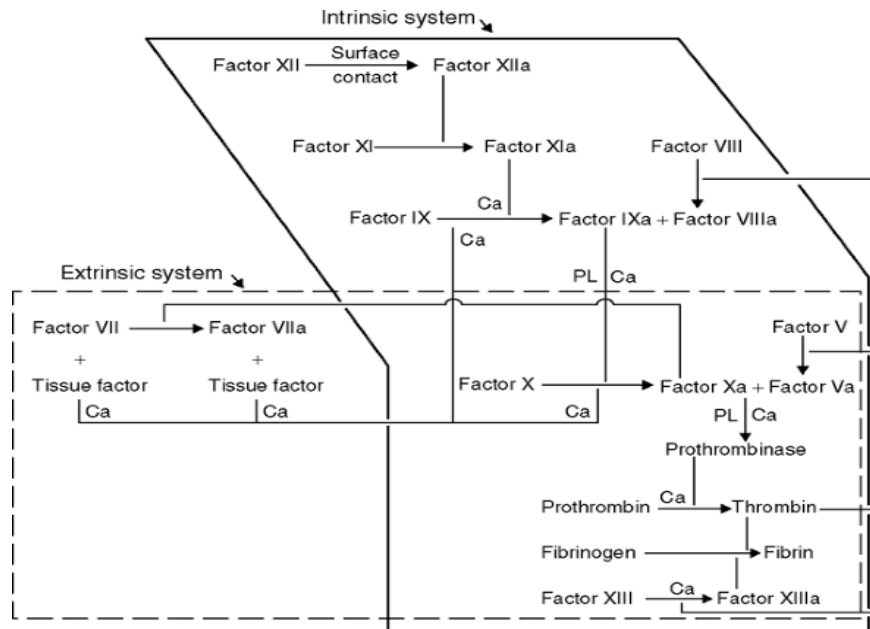 Intrinsic system
Surface
Factor XII
Factor XIIa
contact
Factor XI
Factor XIa
Factor VIII
Ca
Factor IX
Factor IXa + Factor VIIIa
Ca
Extrinsic system
PL Ca
Factor VII
Factor VIIa
Factor V
+
+
Tissue factor
Tissue factor
Factor X
Factor Xa + Factor Va
Ca
Ca
Ca
PL Ca
Prothrombinase
Ca
Prothrombin
Thrombin
Fibrinogen
Fibrin
Ca
Factor XIII
Factor XIIIa